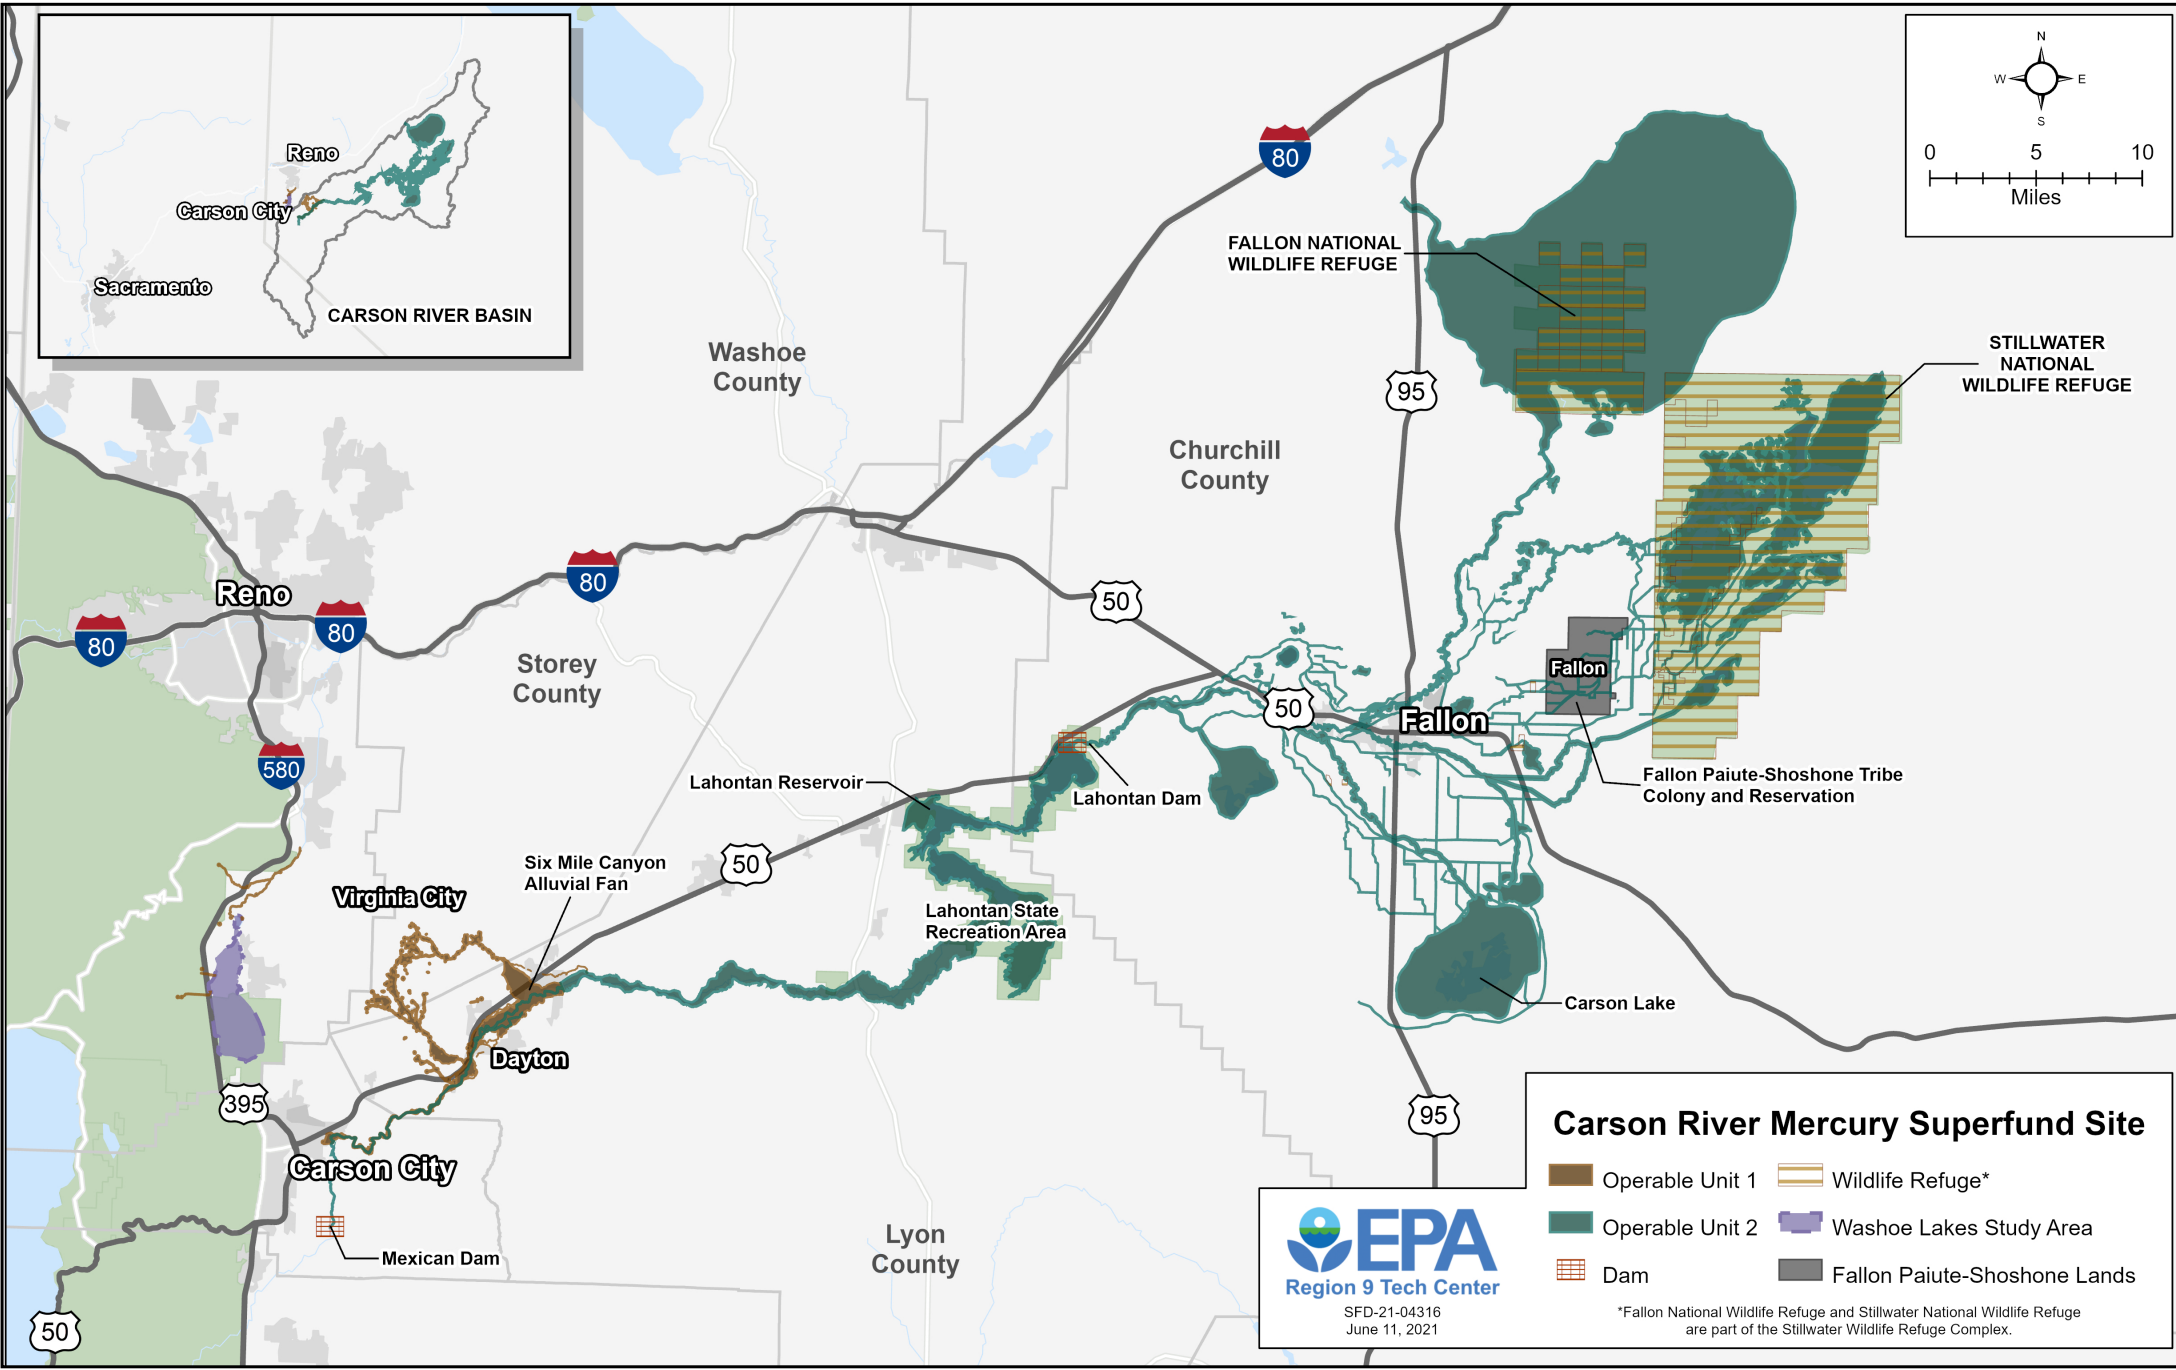 Reno
Carson City
Sacramento
CARSON RIVER BASIN
N
W
E
S
0
5
10
Miles
80
FALLON NATIONAL
WILDLIFE REFUGE
STILLWATER
NATIONAL
WILDLIFE REFUGE
Washoe
County
95
Churchill
County
80
50
Reno
80
80
Storey
County
Fallon
50
Fallon
580
Lahontan Reservoir
Lahontan Dam
Fallon Paiute-Shoshone Tribe
Colony and Reservation
50
Six Mile Canyon
Alluvial Fan
Virginia City
Lahontan State
Recreation Area
Carson Lake
Dayton
395
95
Carson City
Mexican Dam
Lyon
County
50
Carson River Mercury Superfund Site
Operable Unit 1
Wildlife Refuge*
Operable Unit 2
Washoe Lakes Study Area
Dam
Fallon Paiute-Shoshone Lands
EPA
Region 9 Tech Center
SFD-21-04316
June 11, 2021
*Fallon National Wildlife Refuge and Stillwater National Wildlife Refuge
are part of the Stillwater Wildlife Refuge Complex.